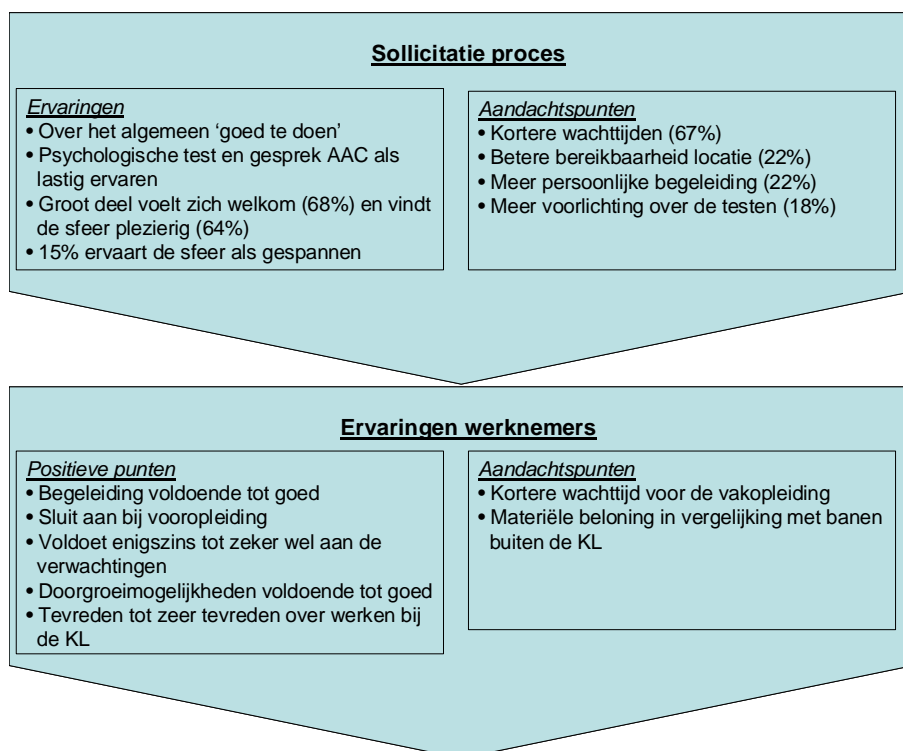 Sollicitatie proces
Ervaringen
• Over het algemeen ‘goed te doen’
• Psychologische test en gesprek AAC als
lastig ervaren
• Groot deel voelt zich welkom (68%) en vindt
de sfeer plezierig (64%)
• 15% ervaart de sfeer als gespannen
Aandachtspunten
• Kortere wachttijden (67%)
• Betere bereikbaarheid locatie (22%)
• Meer persoonlijke begeleiding (22%)
• Meer voorlichting over de testen (18%)
Ervaringen werknemers
Positieve punten
• Begeleiding voldoende tot goed
• Sluit aan bij vooropleiding
• Voldoet enigszins tot zeker wel aan de
verwachtingen
• Doorgroeimogelijkheden voldoende tot goed
• Tevreden tot zeer tevreden over werken bij
de KL
Aandachtspunten
• Kortere wachttijd voor de vakopleiding
• Materiële beloning in vergelijking met banen
buiten de KL